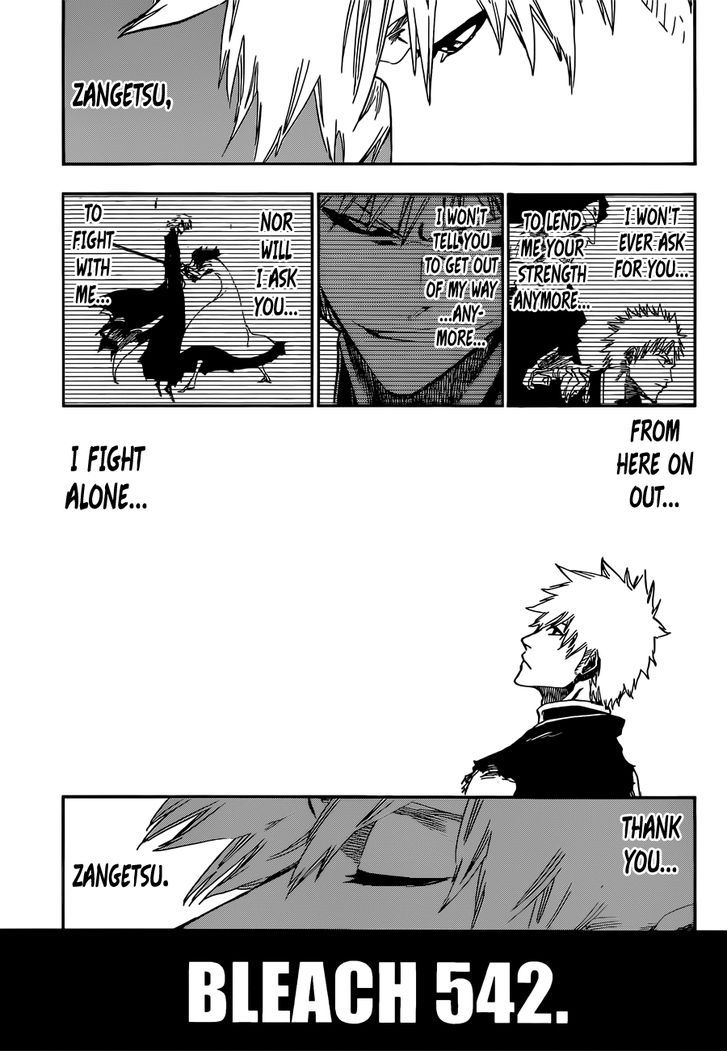 ZANGETSU,
I WON'T
EVER ASK
FOR YOU...
TO LEND
ME YOUR
STRENGTH
ANYMORE...
I WON'T
TELL YOU
TO GET OUT
OF MY WAY
...ANY-
MORE...
NOR
WILL
I ASK
YOU...
TO
FIGHT
WITH
ME...
FROM
HERE ON
OUT...
I FIGHT
ALONE...
THANK
YOU...
ZANGETSU.
BLEACH 542.